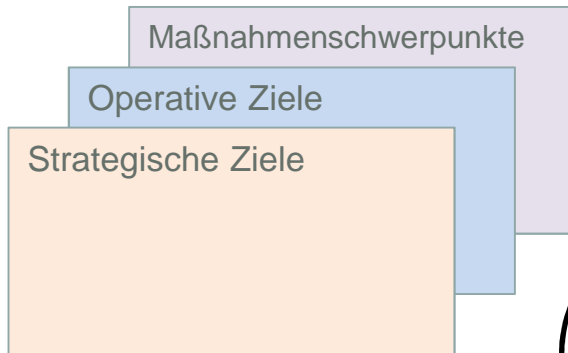 Maßnahmenschwerpunkte
Operative Ziele
Strategische Ziele